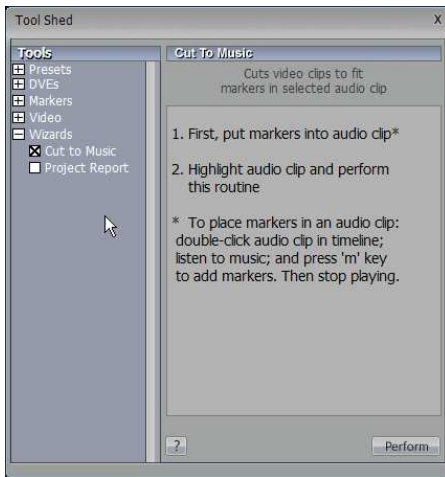 Tool Shed
X
Tools
Presets
DVEs
Markers
Video
Wizards
Cut to Music
Project Report
Cut To Music
Cuts video clips to fit
markers in selected audio clip
1. First, put markers into audio clip*
2. Highlight audio clip and perform
this routine
* To place markers in an audio clip:
double-click audio clip in timeline;
listen to music; and press 'm' key
to add markers. Then stop playing.
?
Perform